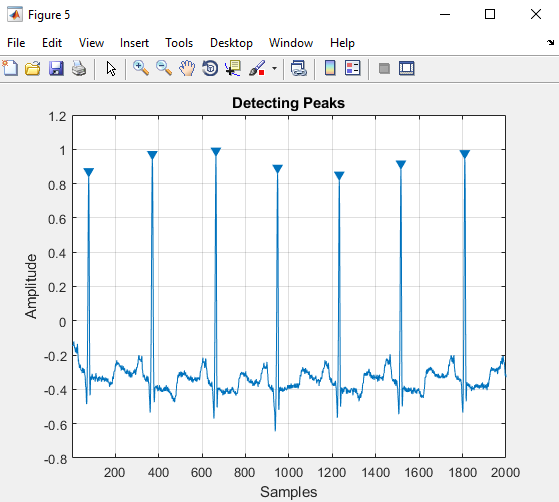 Figure 5
File Edit View Insert Tools Desktop Window Help
Detecting Peaks
1.2
1
0.8
0.6
0.4
0.2
0
-0.2
-0.4
-0.6
-0.8
Amplitude
200 400 600 800 1000 1200 1400 1600 1800 2000
Samples